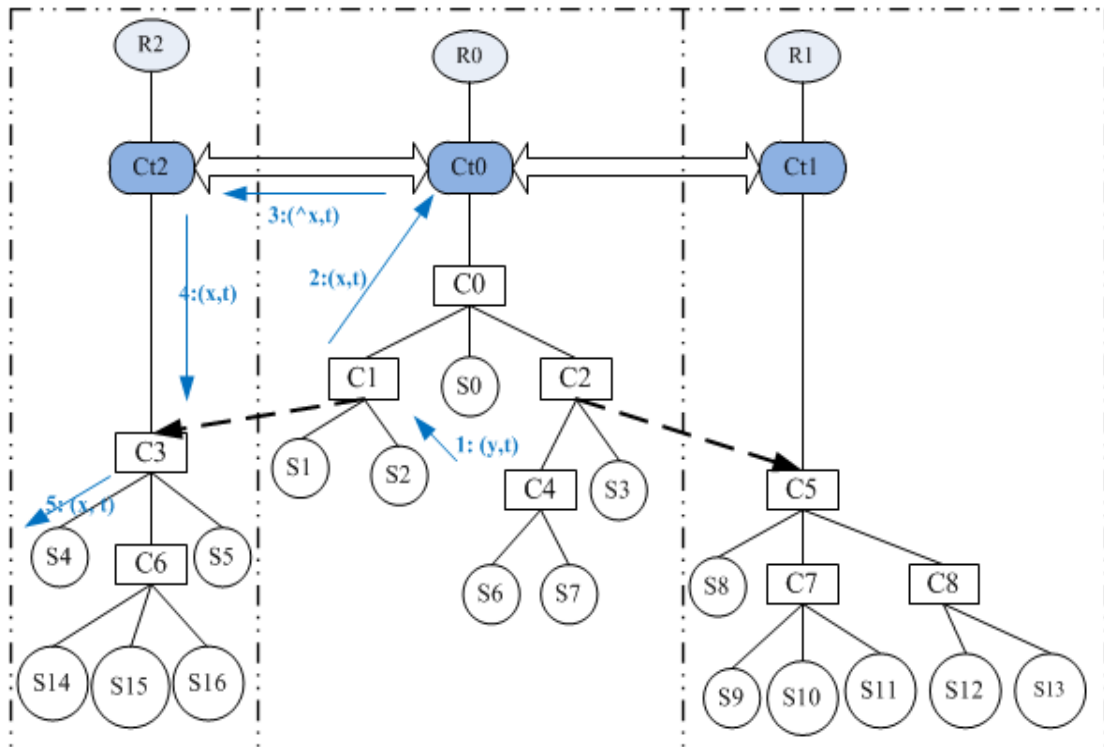 R2
R0
R1
Ct2
Ct0
Ct1
3:(^x,t)
2:(x,t)
4:(x,t)
C0
C1
S0
C2
1: (y,t)
C3
S1
S2
C4
S3
C5
5: (x, t)
S4
C6
S5
S6
S7
S8
C7
C8
S14
S15
S16
S9
S10
S11
S12
S13